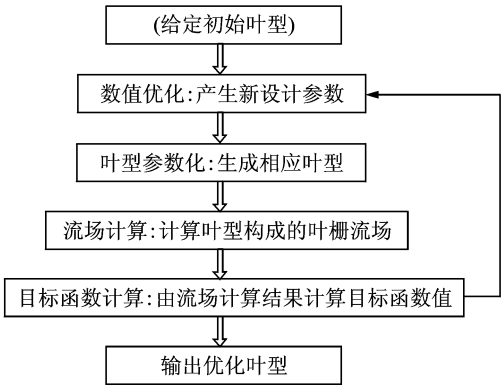 (给定初始叶型)
数值优化:产生新设计参数
叶型参数化:生成相应叶型
流场计算:计算叶型构成的叶栅流场
目标函数计算:由流场计算结果计算目标函数值
输出优化叶型